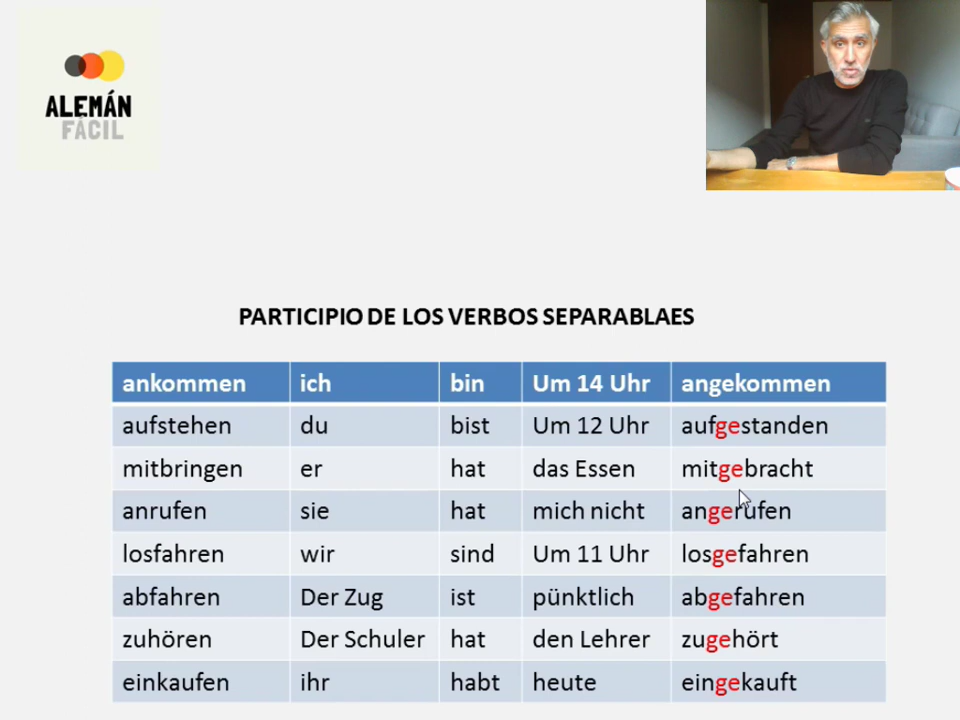 ALEMÁN
FÁCIL
PARTICIPIO DE LOS VERBOS SEPARABLAES
ankommen ich bin Um 14 Uhr angekommen
aufstehen du bist Um 12 Uhr aufgestanden
mitbringen er hat das Essen mitgebracht
anrufen sie hat mich nicht angerufen
losfahren wir sind Um 11 Uhr losgefahren
abfahren Der Zug ist pünktlich abgefahren
zuhören Der Schuler hat den Lehrer zugehört
einkaufen ihr habt heute eingekauft